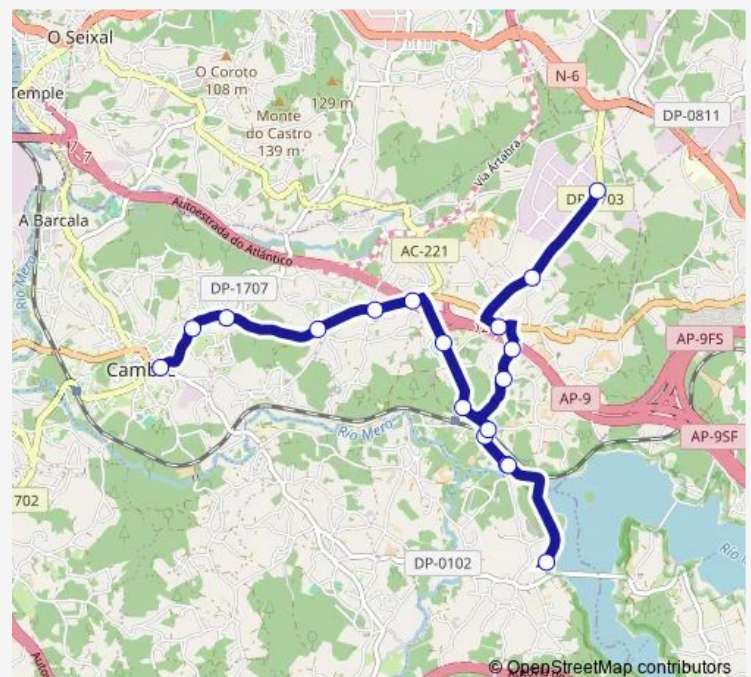 O Seixal
O Coroto
108 m
129 m
Monte
do Castro
139 m
N-6
DP-0811
Temple
Vía Ártabra
A Barcala
Autoestrada do Atlántico
AC-221
DP-1707
Río Mero
AP-9FS
AP-9
AP-9SF
Río Mero
702
DP-0102
© OpenStreetMap contributors